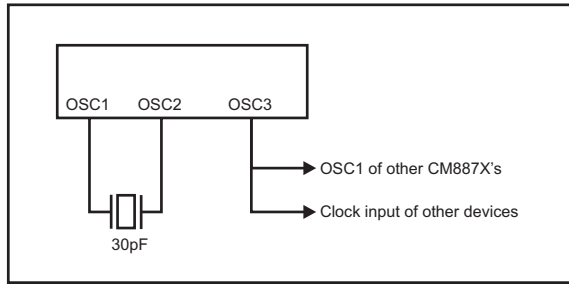 OSC1 OSC2 OSC3
OSC1 of other CM887X's
Clock input of other devices
30pF